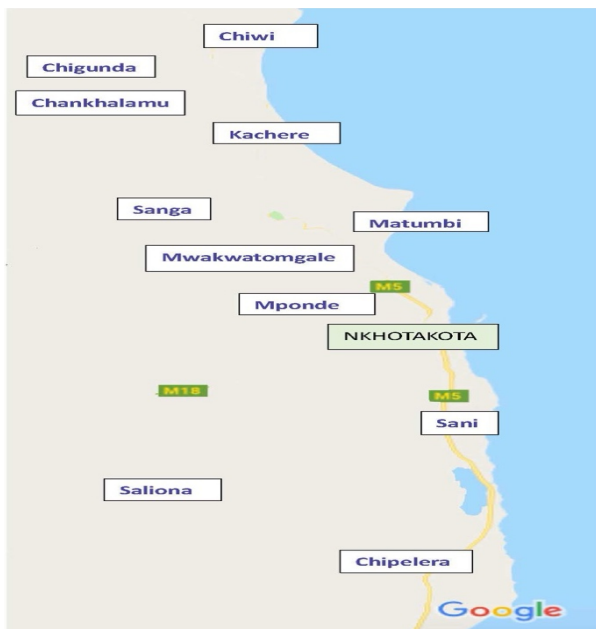 Chiwi
Chigunda
Chankhalamu
Kachere
Sanga
Matumbi
Mwakwatomgale
M5
Mponde
NKHOTAKOTA
M18
M5
Sani
Saliona
Chipelera
Google